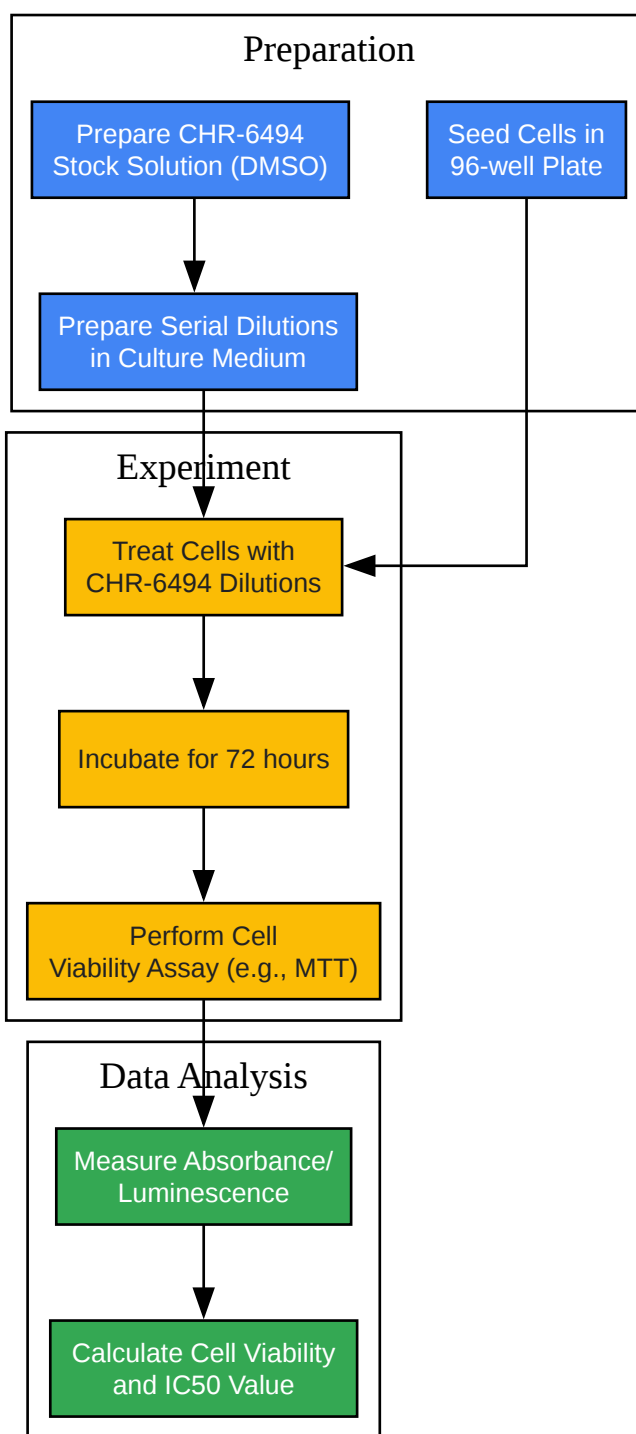 Preparation
Prepare CHR-6494
Stock Solution (DMSO)
Seed Cells in
96-well Plate
Prepare Serial Dilutions
in Culture Medium
Experiment
Treat Cells with
CHR-6494 Dilutions
Incubate for 72 hours
Perform Cell
Viability Assay (e.g., MTT)
Data Analysis
Measure Absorbance/
Luminescence
Calculate Cell Viability
and IC50 Value